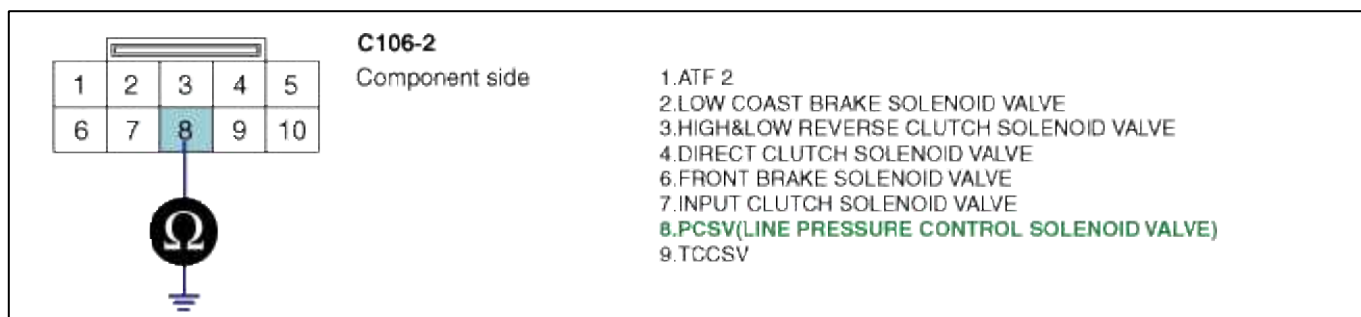 C106-2
Component side
1 2 3 4 5
6 7 8 9 10
Ω
1.ATF 2
2.LOW COAST BRAKE SOLENOID VALVE
3.HIGH&LOW REVERSE CLUTCH SOLENOID VALVE
4.DIRECT CLUTCH SOLENOID VALVE
6.FRONT BRAKE SOLENOID VALVE
7.INPUT CLUTCH SOLENOID VALVE
8.PCSV(LINE PRESSURE CONTROL SOLENOID VALVE)
9.TCCSV